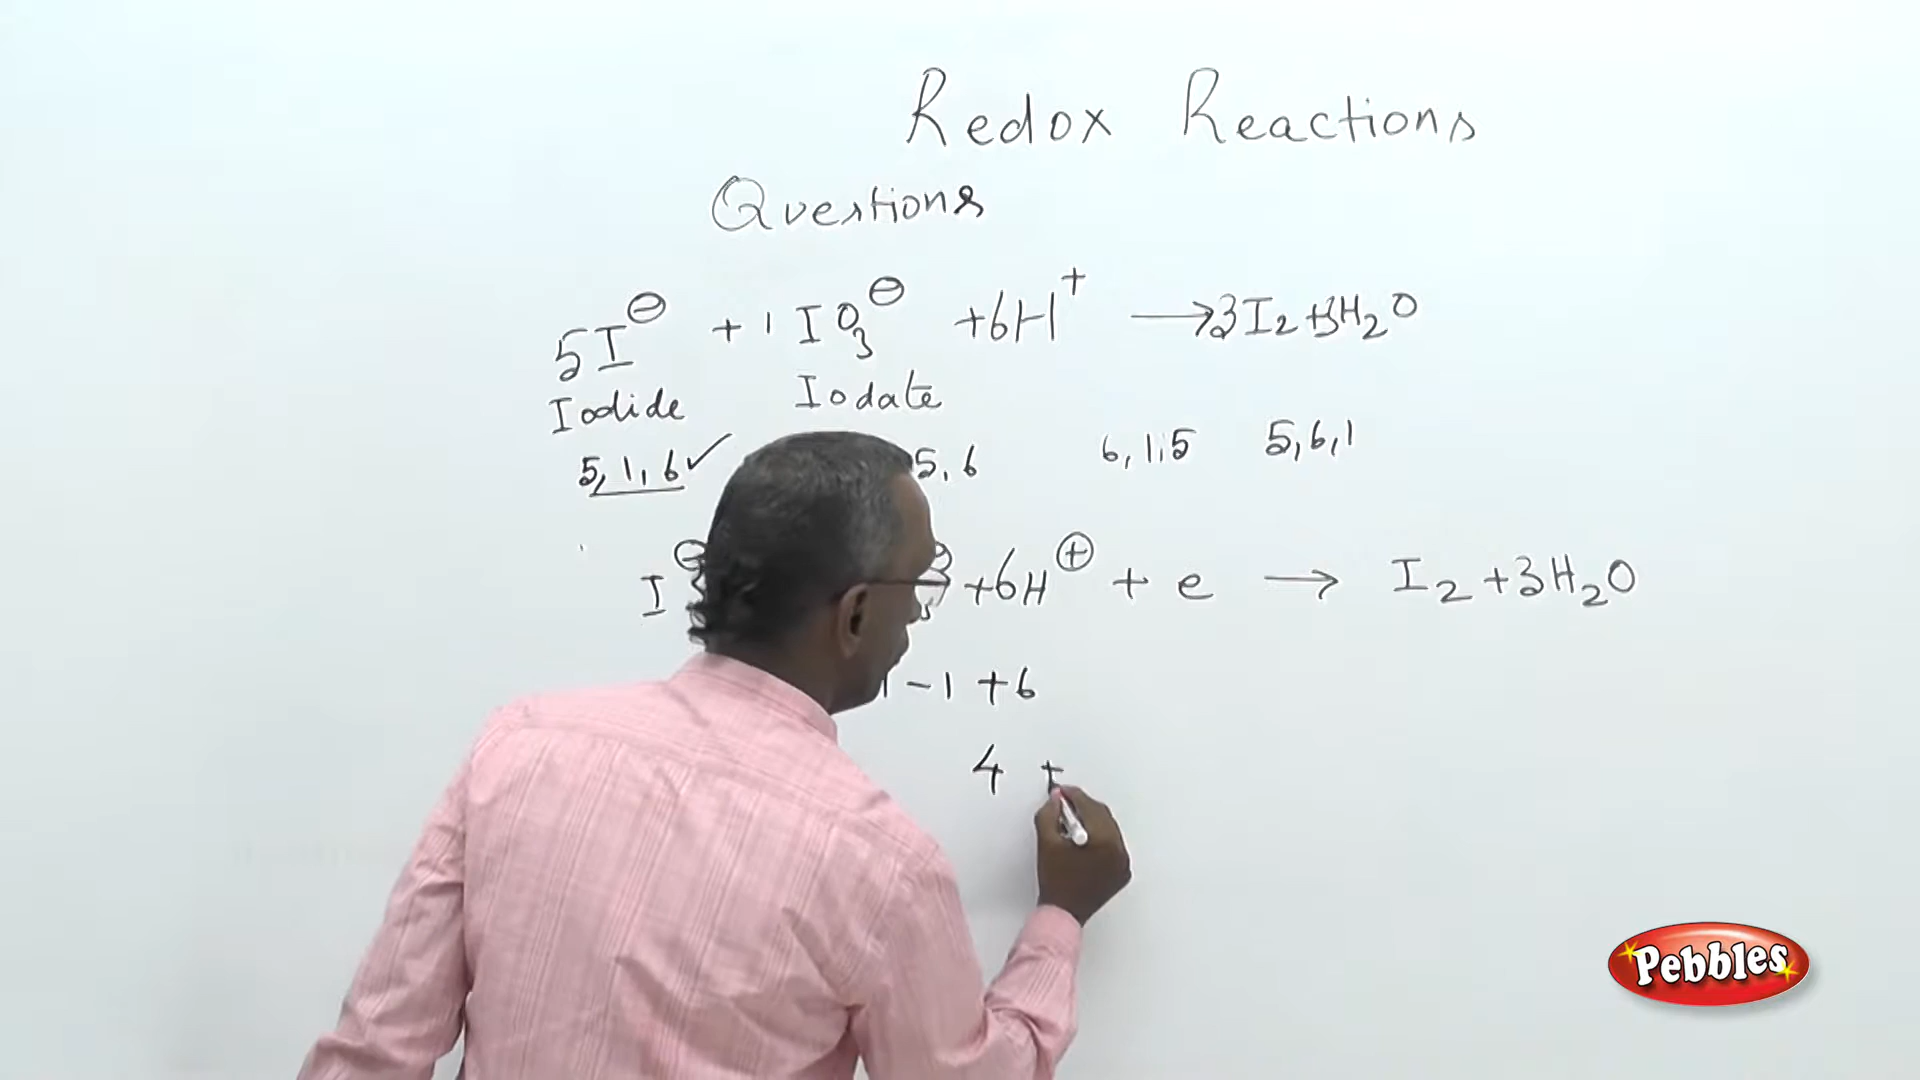 Redox Reactions
Questions
5I⊖ + 1 IO₃⊖ +6H⁺ → 3I₂ +3H₂O
Iodide Iodate
5, 1, 6 ✓ 5, 6 6, 1, 5 5, 6, 1
I⊖ +6H⊕ + e → I₂ +3H₂O
-1 +6
4 +
Pebbles